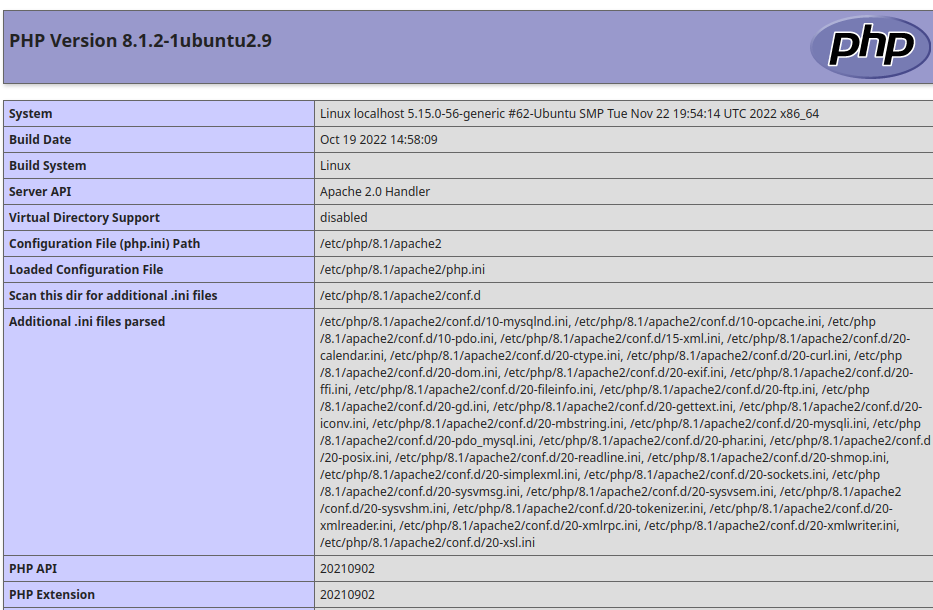 PHP Version 8.1.2-1ubuntu2.9
php
System
Linux localhost 5.15.0-56-generic #62-Ubuntu SMP Tue Nov 22 19:54:14 UTC 2022 x86_64
Build Date
Oct 19 2022 14:58:09
Build System
Linux
Server API
Apache 2.0 Handler
Virtual Directory Support
disabled
Configuration File (php.ini) Path
/etc/php/8.1/apache2
Loaded Configuration File
/etc/php/8.1/apache2/php.ini
Scan this dir for additional .ini files
/etc/php/8.1/apache2/conf.d
Additional .ini files parsed
/etc/php/8.1/apache2/conf.d/10-mysqlnd.ini, /etc/php/8.1/apache2/conf.d/10-opcache.ini, /etc/php
/8.1/apache2/conf.d/10-pdo.ini, /etc/php/8.1/apache2/conf.d/15-xml.ini, /etc/php/8.1/apache2/conf.d/20-
calendar.ini, /etc/php/8.1/apache2/conf.d/20-ctype.ini, /etc/php/8.1/apache2/conf.d/20-curl.ini, /etc/php
/8.1/apache2/conf.d/20-dom.ini, /etc/php/8.1/apache2/conf.d/20-exif.ini, /etc/php/8.1/apache2/conf.d/20-
ffi.ini, /etc/php/8.1/apache2/conf.d/20-fileinfo.ini, /etc/php/8.1/apache2/conf.d/20-ftp.ini, /etc/php
/8.1/apache2/conf.d/20-gd.ini, /etc/php/8.1/apache2/conf.d/20-gettext.ini, /etc/php/8.1/apache2/conf.d/20-
iconv.ini, /etc/php/8.1/apache2/conf.d/20-mbstring.ini, /etc/php/8.1/apache2/conf.d/20-mysqli.ini, /etc/php
/8.1/apache2/conf.d/20-pdo_mysql.ini, /etc/php/8.1/apache2/conf.d/20-phar.ini, /etc/php/8.1/apache2/conf.d
/20-posix.ini, /etc/php/8.1/apache2/conf.d/20-readline.ini, /etc/php/8.1/apache2/conf.d/20-shmop.ini,
/etc/php/8.1/apache2/conf.d/20-simplexml.ini, /etc/php/8.1/apache2/conf.d/20-sockets.ini, /etc/php
/8.1/apache2/conf.d/20-sysvmsg.ini, /etc/php/8.1/apache2/conf.d/20-sysvsem.ini, /etc/php/8.1/apache2
/conf.d/20-sysvshm.ini, /etc/php/8.1/apache2/conf.d/20-tokenizer.ini, /etc/php/8.1/apache2/conf.d/20-
xmlreader.ini, /etc/php/8.1/apache2/conf.d/20-xmlrpc.ini, /etc/php/8.1/apache2/conf.d/20-xmlwriter.ini,
/etc/php/8.1/apache2/conf.d/20-xsl.ini
PHP API
20210902
PHP Extension
20210902